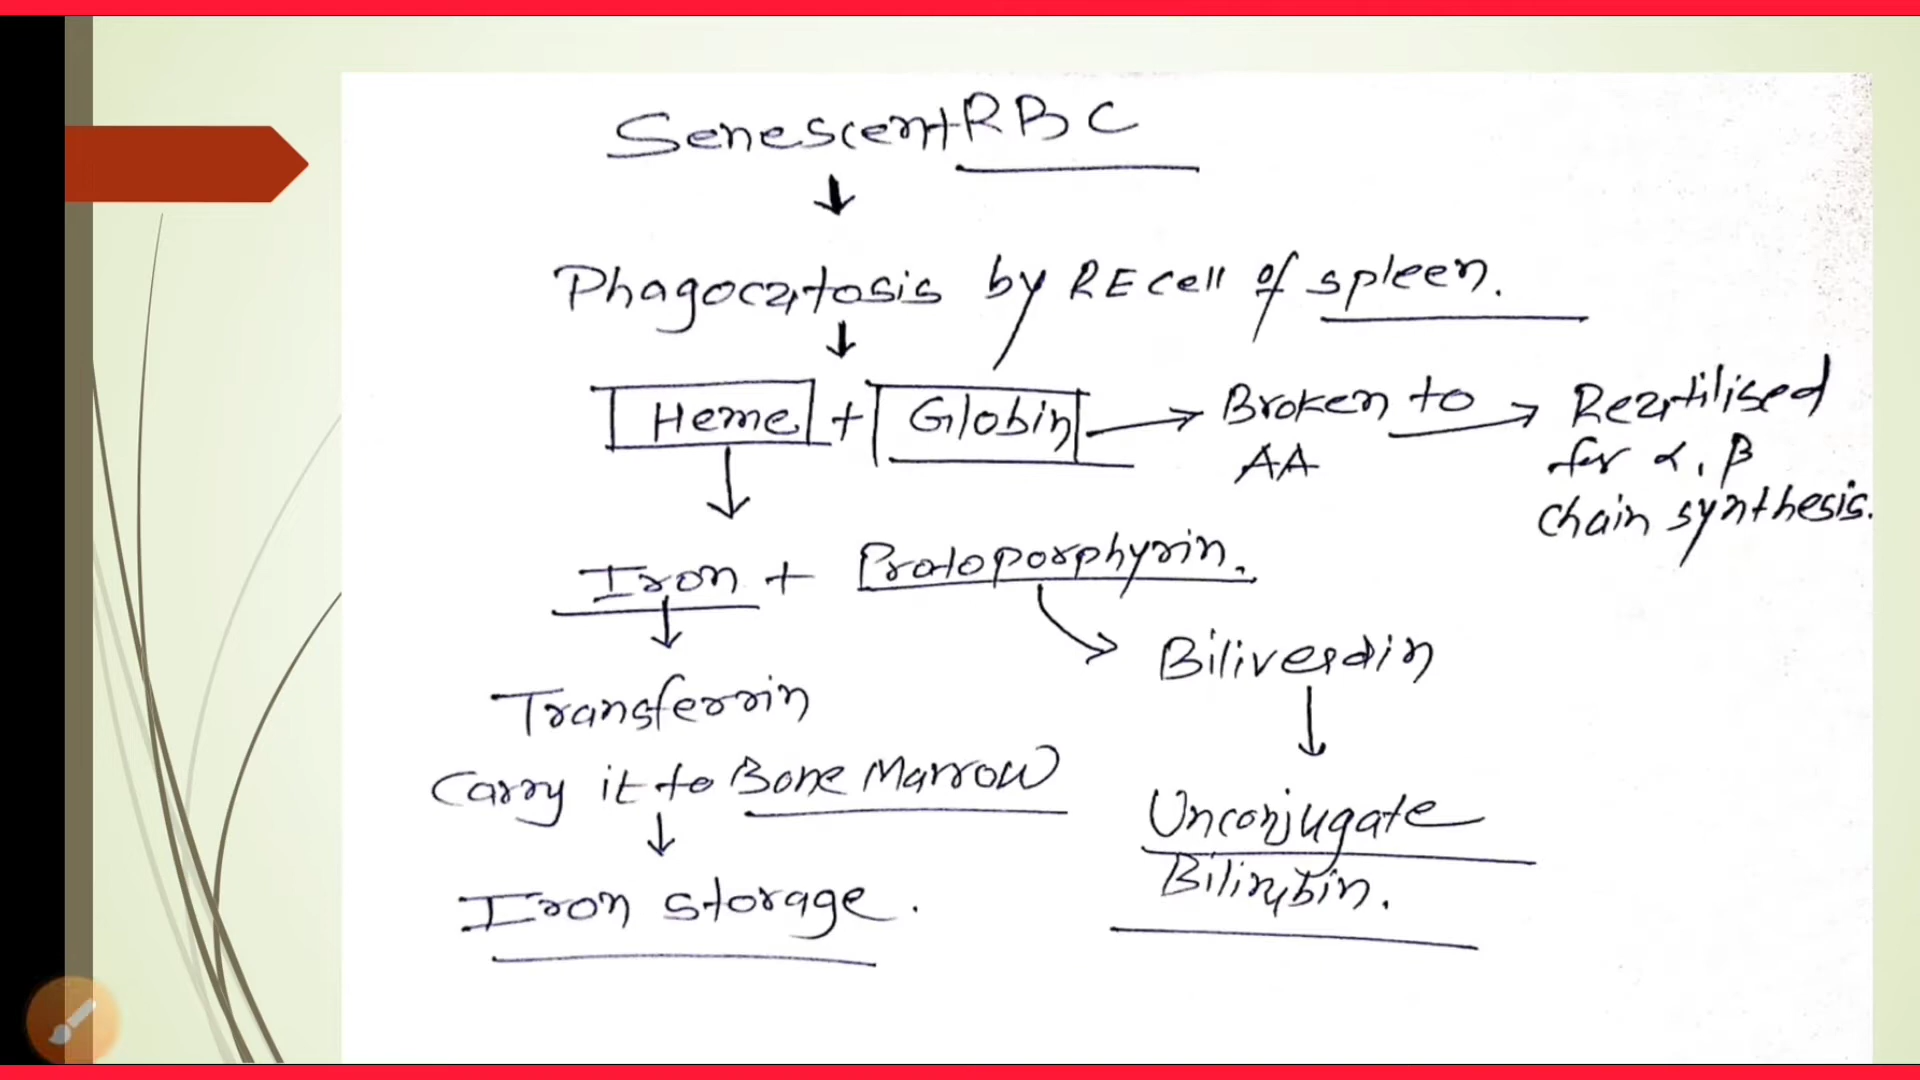 Senescent RBC
Phagocytosis by RE cell of spleen.
Heme + Globin → Broken to → Reutilised
AA for α, β
chain synthesis.
Iron + Protoporphyrin.
Biliverdin
Transferrin
Carry it to Bone Marrow
Unconjugate
Bilirubin.
Iron storage.